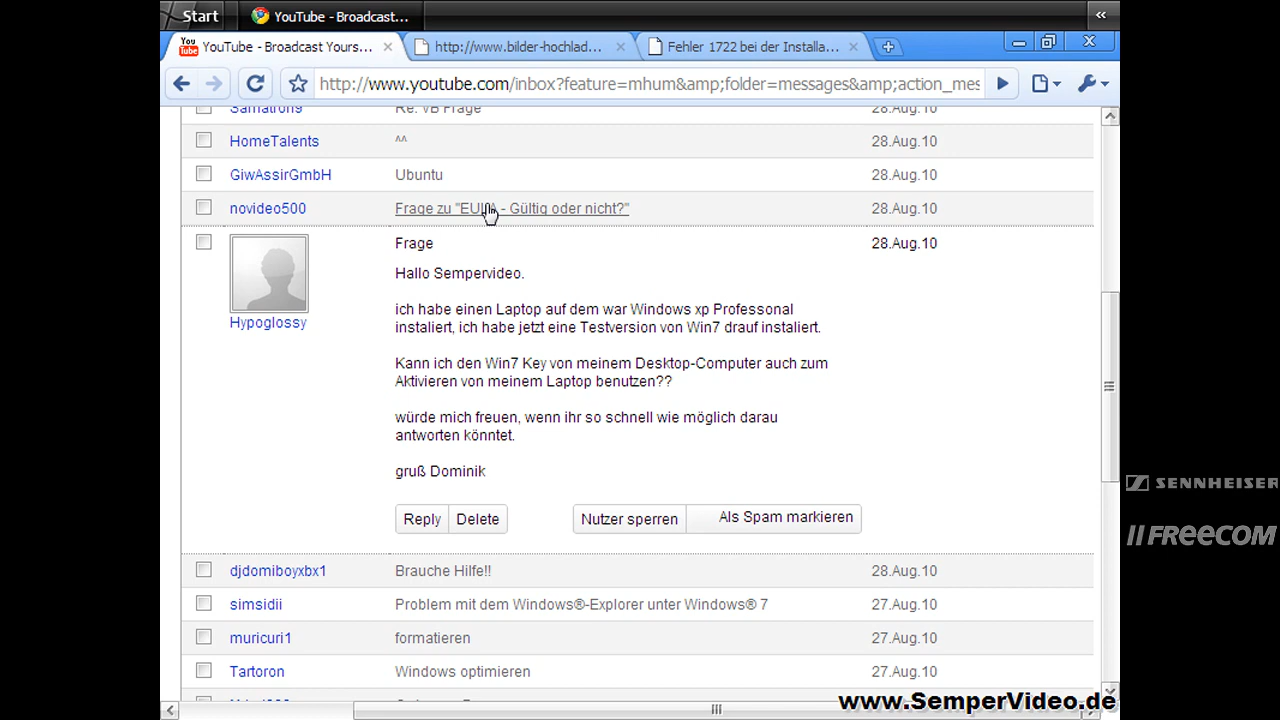 Start
YouTube - Broadcast...
«
YouTube - Broadcast Yours...
http://www.bilder-hochlad...
Fehler 1722 bei der Installa...
http://www.youtube.com/inbox?feature=mhum&amp;folder=messages&amp;action_mes
Re: VB Frage
28.Aug.10
HomeTalents
^^
28.Aug.10
GiwAssirGmbH
Ubuntu
28.Aug.10
novideo500
Frage zu "EULA - Gültig oder nicht?"
28.Aug.10
Frage
28.Aug.10
Hallo Sempervideo.
ich habe einen Laptop auf dem war Windows xp Professonal
instaliert, ich habe jetzt eine Testversion von Win7 drauf instaliert.
Hypoglossy
Kann ich den Win7 Key von meinem Desktop-Computer auch zum
Aktivieren von meinem Laptop benutzen??
würde mich freuen, wenn ihr so schnell wie möglich darau
antworten könntet.
gruß Dominik
Reply
Delete
Nutzer sperren
Als Spam markieren
djdomiboyxbx1
Brauche Hilfe!!
28.Aug.10
simsidii
Problem mit dem Windows®-Explorer unter Windows® 7
27.Aug.10
muricuri1
formatieren
27.Aug.10
Tartoron
Windows optimieren
27.Aug.10
www.SemperVideo.de
SENNHEISER
FREECOM